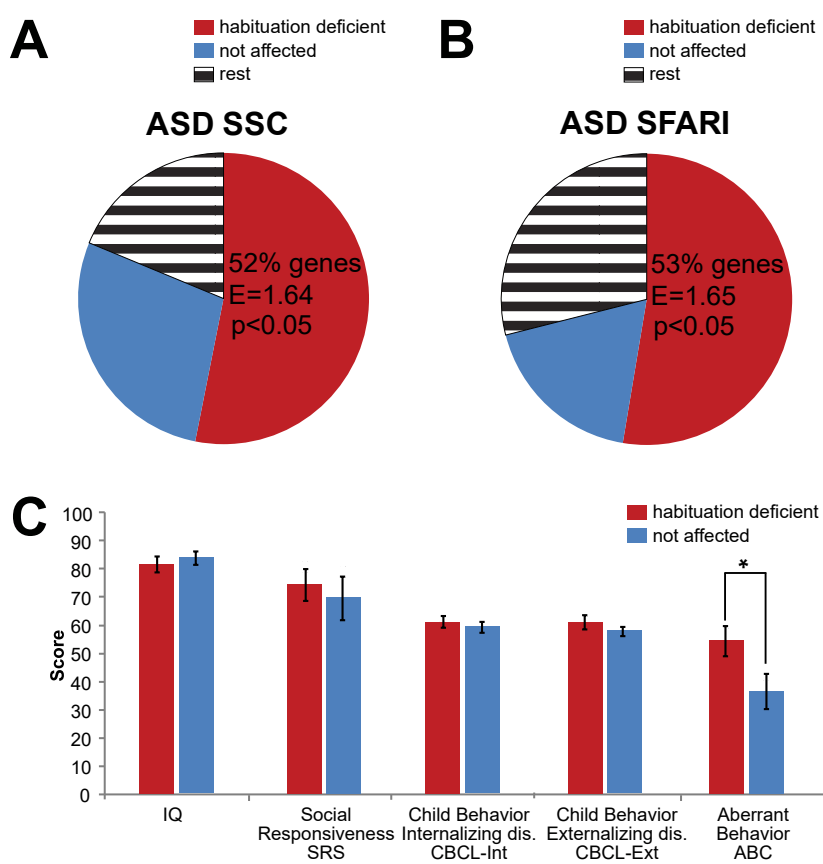 A
habituation deficient
not affected
rest
ASD SSC
52% genes
E=1.64
p<0.05
B
habituation deficient
not affected
rest
ASD SFARI
53% genes
E=1.65
p<0.05
C
habituation deficient
not affected
Score
100
90
80
70
60
50
40
30
20
10
0
*
IQ
Social
Responsiveness
SRS
Child Behavior
Internalizing dis.
CBCL-Int
Child Behavior
Externalizing dis.
CBCL-Ext
Aberrant
Behavior
ABC